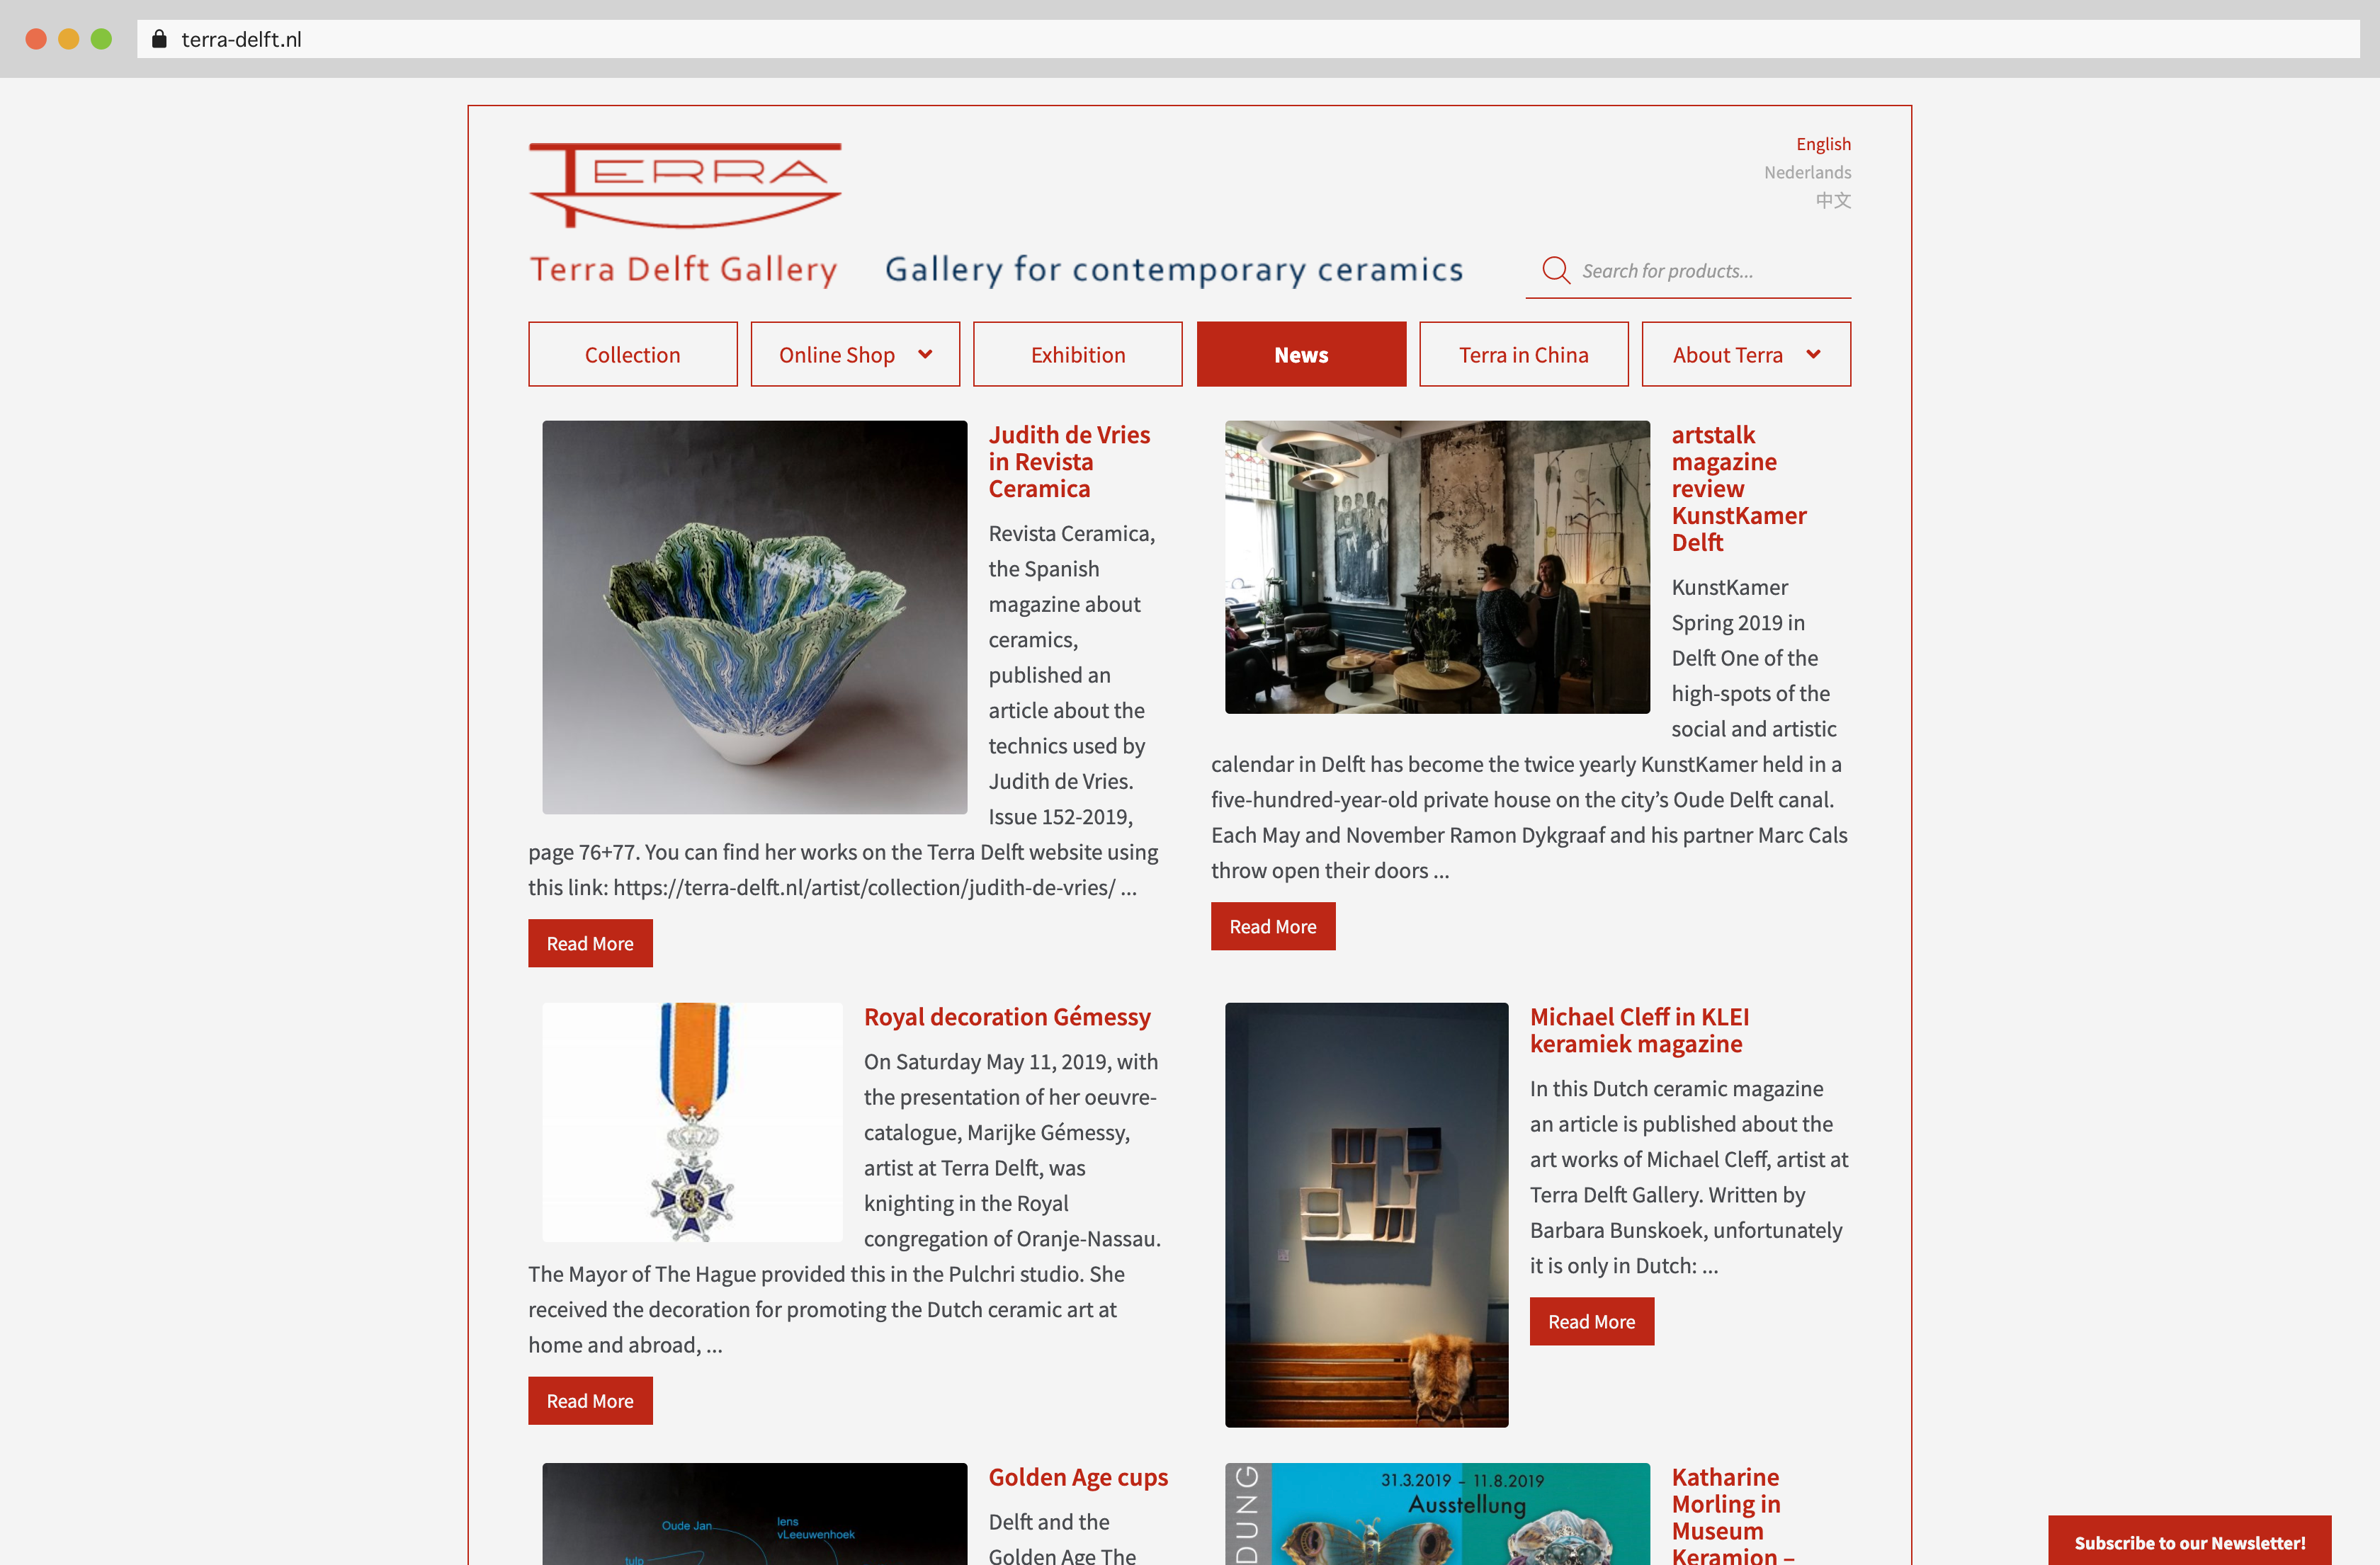 terra-delft.nl
TERRA
English
Nederlands
中文
Terra Delft Gallery
Gallery for contemporary ceramics
Search for products...
Collection
Online Shop
Exhibition
News
Terra in China
About Terra
Judith de Vries
in Revista
Ceramica
Revista Ceramica,
the Spanish
magazine about
ceramics,
published an
article about the
technics used by
Judith de Vries.
Issue 152-2019,
page 76+77. You can find her works on the Terra Delft website using
this link: https://terra-delft.nl/artist/collection/judith-de-vries/ ...
Read More
artstalk
magazine
review
KunstKamer
Delft
KunstKamer
Spring 2019 in
Delft One of the
high-spots of the
social and artistic
calendar in Delft has become the twice yearly KunstKamer held in a
five-hundred-year-old private house on the city’s Oude Delft canal.
Each May and November Ramon Dykgraaf and his partner Marc Cals
throw open their doors ...
Read More
Royal decoration Gémessy
On Saturday May 11, 2019, with
the presentation of her oeuvre-
catalogue, Marijke Gémessy,
artist at Terra Delft, was
knighting in the Royal
congregation of Oranje-Nassau.
The Mayor of The Hague provided this in the Pulchri studio. She
received the decoration for promoting the Dutch ceramic art at
home and abroad, ...
Read More
Michael Cleff in KLEI
keramiek magazine
In this Dutch ceramic magazine
an article is published about the
art works of Michael Cleff, artist at
Terra Delft Gallery. Written by
Barbara Bunskoek, unfortunately
it is only in Dutch: ...
Read More
Oude Jan
lens
vLeeuwenhoek
tulp
Golden Age cups
Delft and the
Golden Age The
DUNG
31.3.2019 – 11.8.2019
Ausstellung
Katharine
Morling in
Museum
Keramion –
Subscribe to our Newsletter!